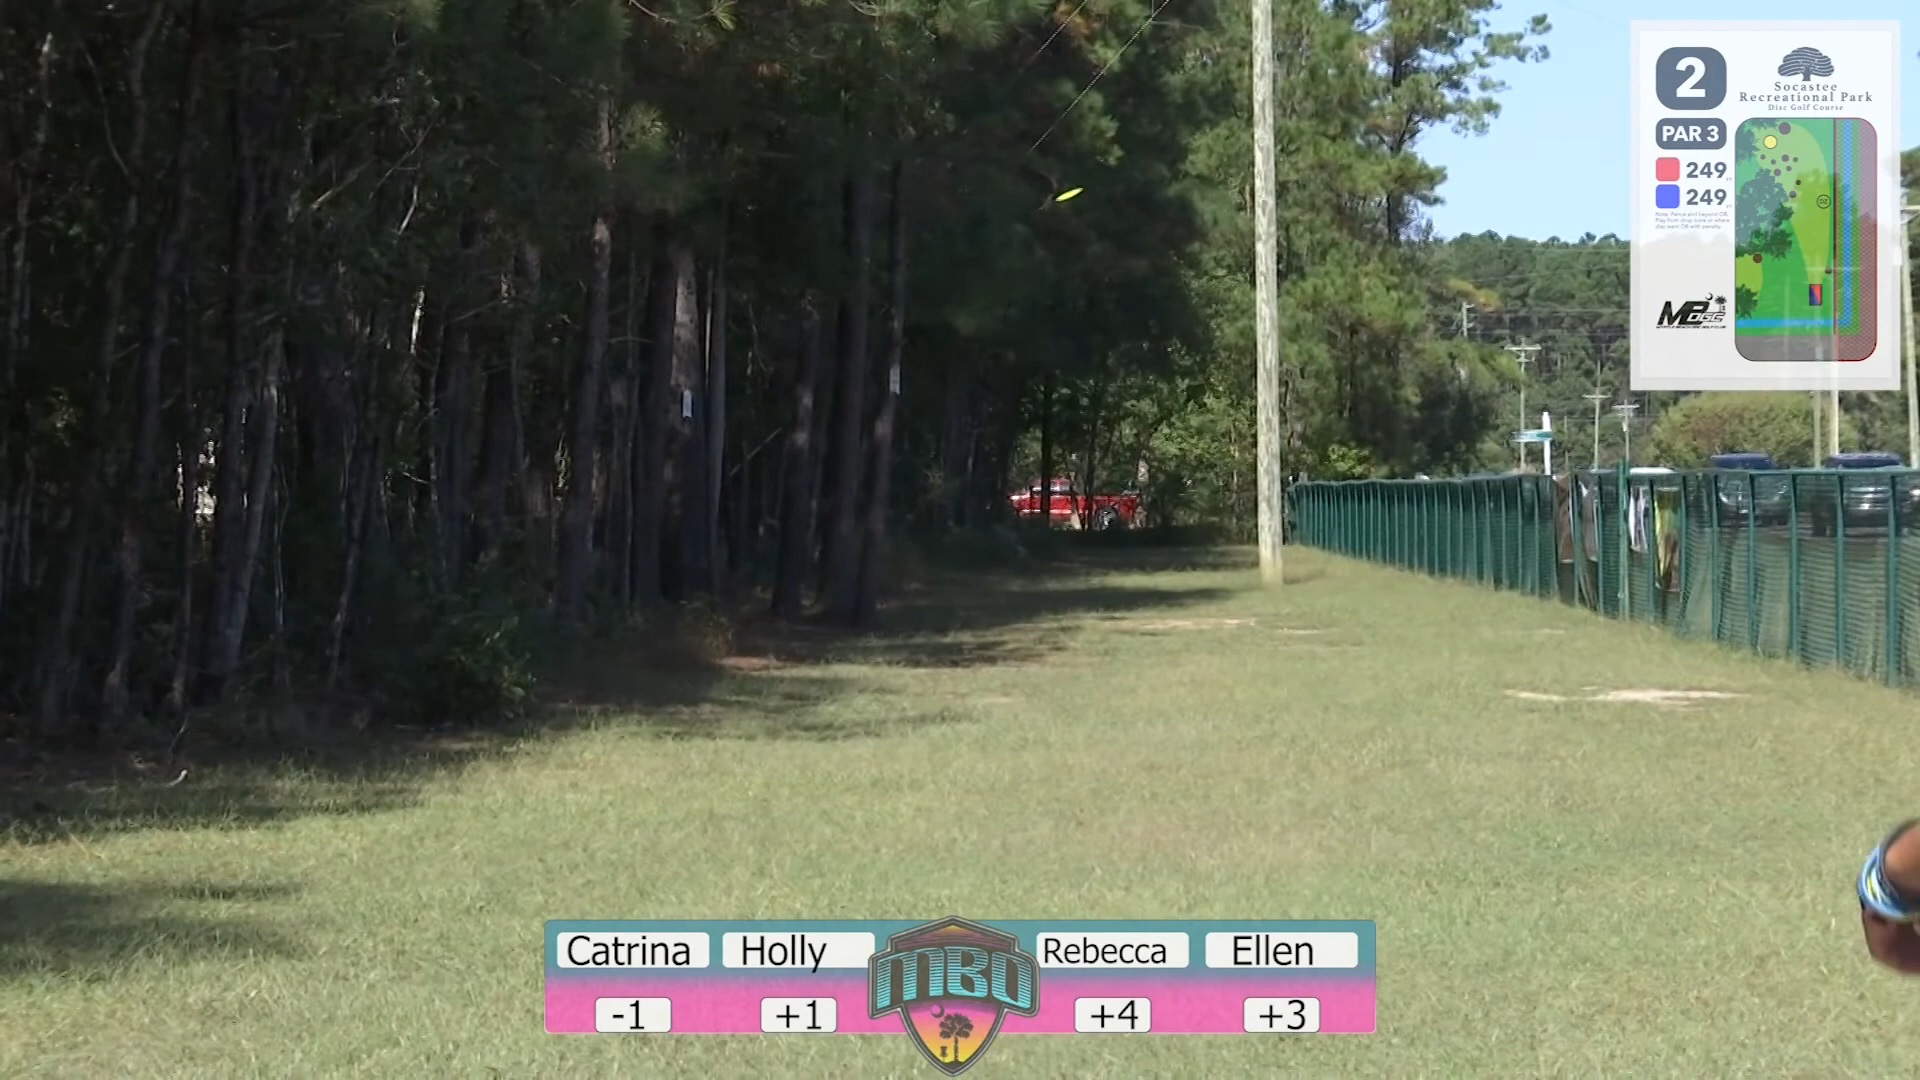 2
Socastee
Recreational Park
Disc Golf Course
PAR 3
249
249
Catrina Holly MBO Rebecca Ellen
-1 +1 +4 +3